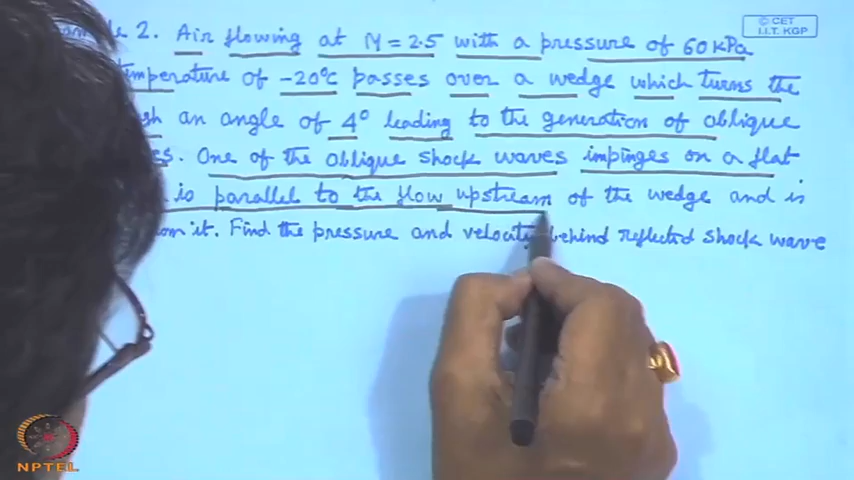 © CET
I.I.T. KGP
2. Air flowing at M = 2.5 with a pressure of 60 kPa
temperature of -20°C passes over a wedge which turns the
an angle of 4° leading to the generation of oblique
One of the oblique shock waves impinges on a flat
is parallel to the flow upstream of the wedge and is
it. Find the pressure and velocity behind reflected shock wave
NPTEL